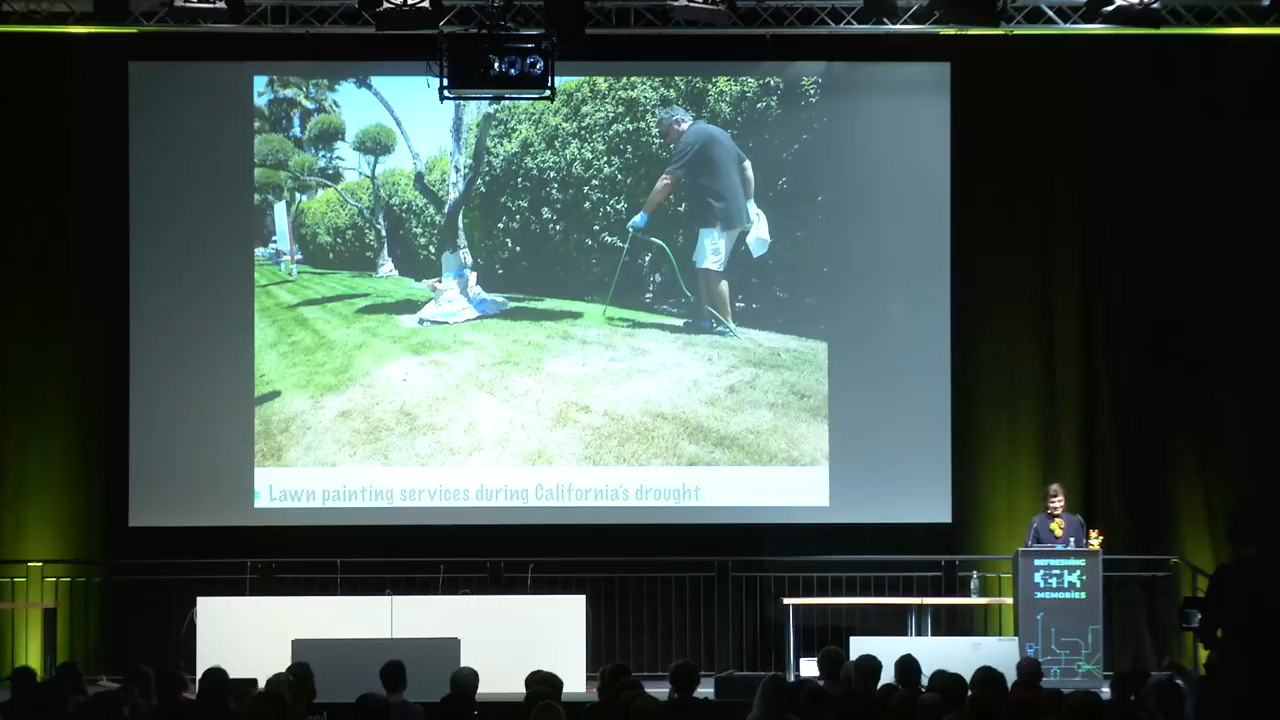 Lawn painting services during California's drought
REFRESHING
MEMORIES